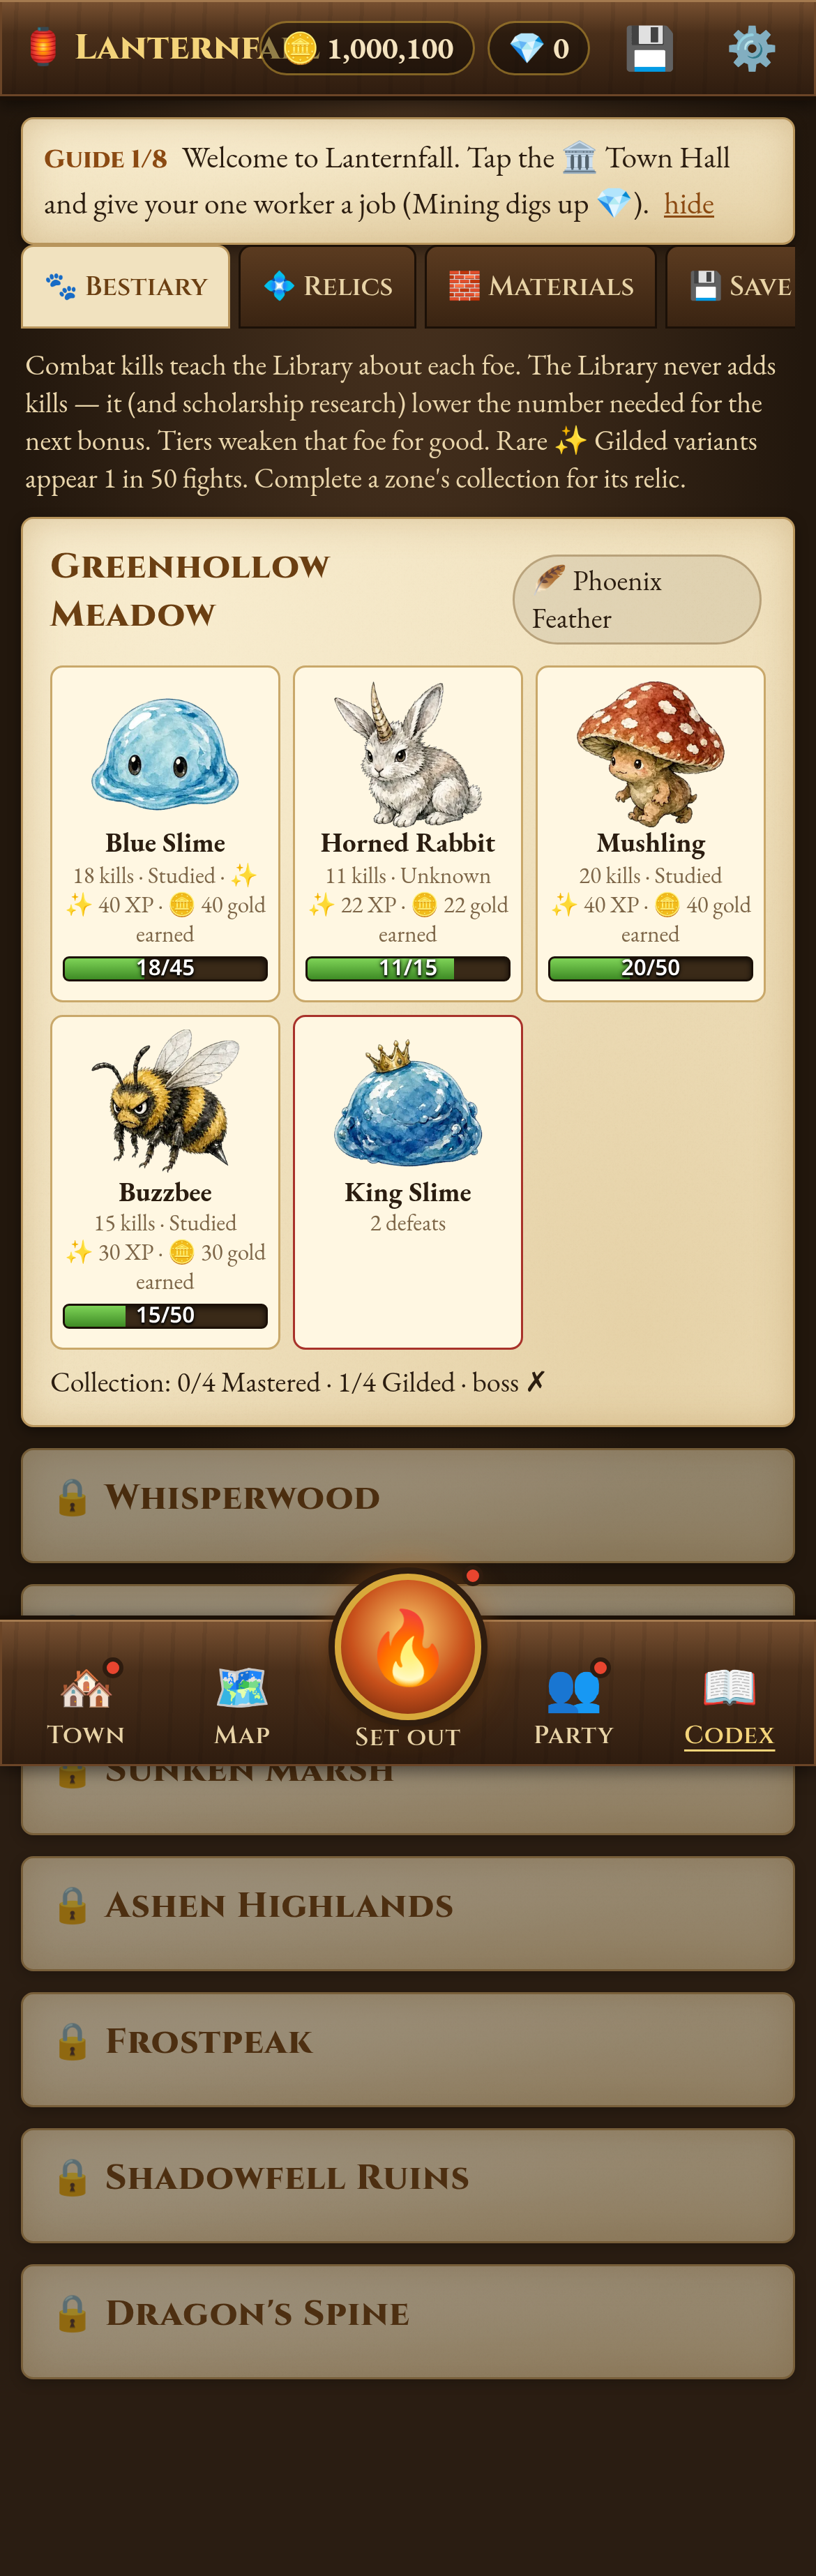 LANTERNFALL
1,000,100
0
GUIDE 1/8 Welcome to Lanternfall. Tap the 🏛️ Town Hall
and give your one worker a job (Mining digs up 💎). hide
BESTIARY
RELICS
MATERIALS
SAVE
Combat kills teach the Library about each foe. The Library never adds
kills — it (and scholarship research) lower the number needed for the
next bonus. Tiers weaken that foe for good. Rare ✨ Gilded variants
appear 1 in 50 fights. Complete a zone's collection for its relic.
GREENHOLLOW
MEADOW
Phoenix
Feather
Blue Slime
18 kills · Studied · ✨
✨ 40 XP · 🪙 40 gold
earned
18/45
Horned Rabbit
11 kills · Unknown
✨ 22 XP · 🪙 22 gold
earned
11/15
Mushling
20 kills · Studied
✨ 40 XP · 🪙 40 gold
earned
20/50
Buzzbee
15 kills · Studied
✨ 30 XP · 🪙 30 gold
earned
15/50
King Slime
2 defeats
Collection: 0/4 Mastered · 1/4 Gilded · boss ✗
WHISPERWOOD
TOWN
MAP
SET OUT
PARTY
CODEX
SUNKEN MARSH
ASHEN HIGHLANDS
FROSTPEAK
SHADOWFELL RUINS
DRAGON'S SPINE